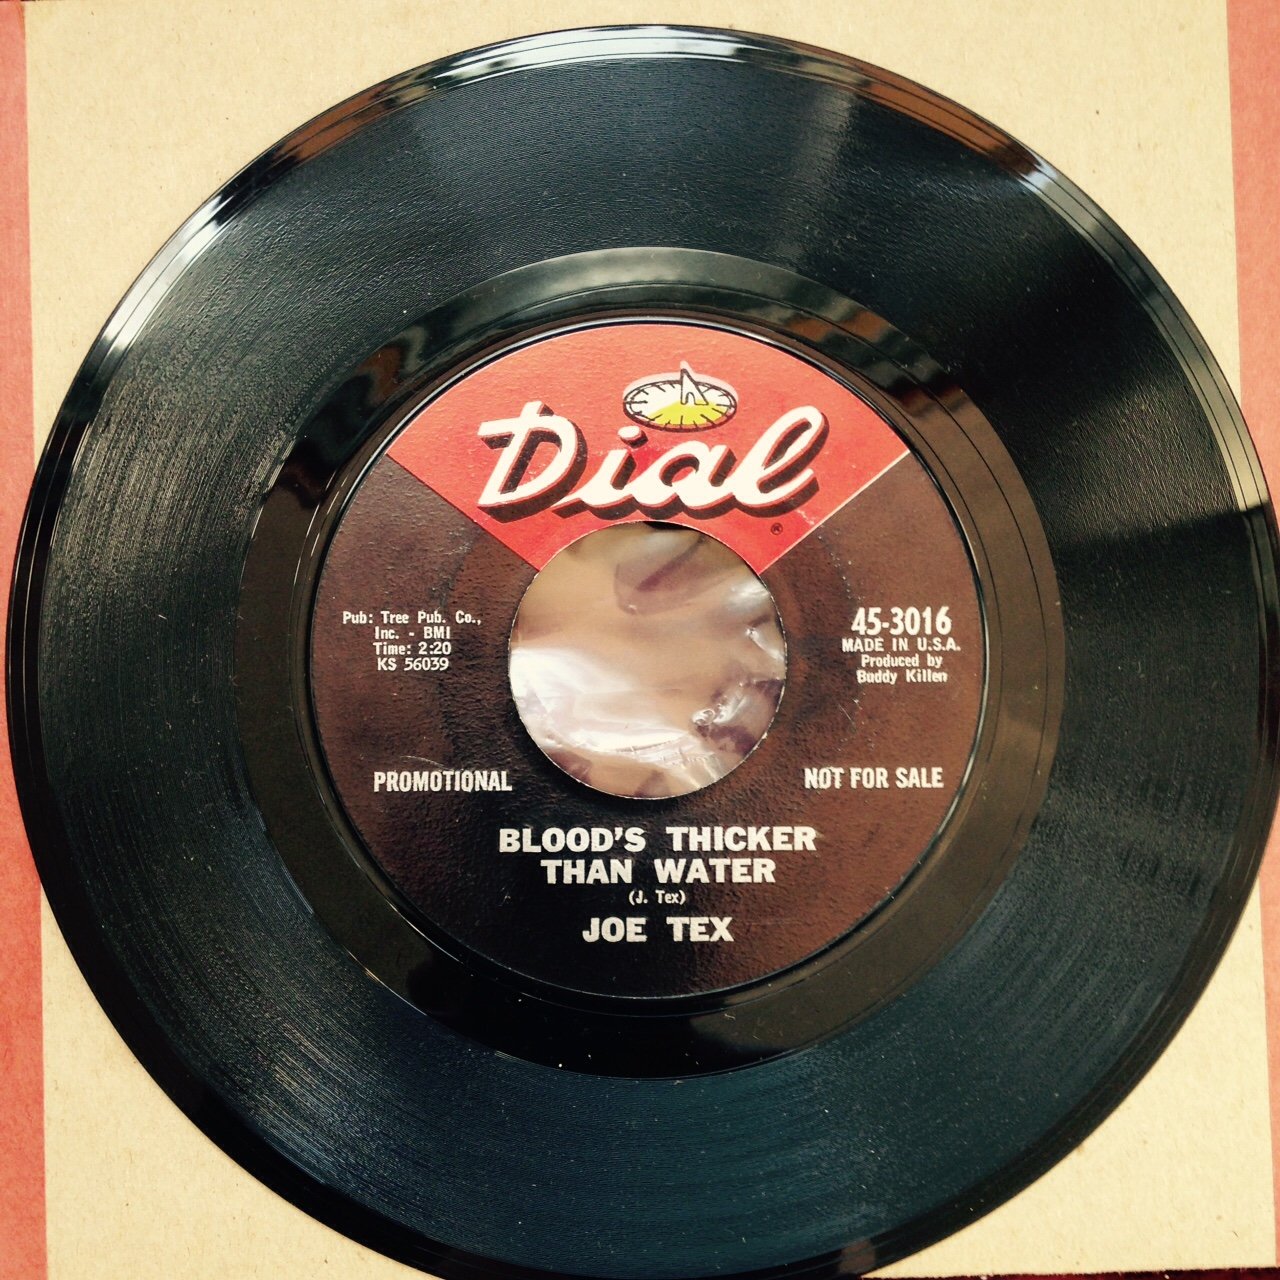 Dial
®
Pub: Tree Pub. Co.,
Inc. - BMI
Time: 2:20
KS 56039
45-3016
MADE IN U.S.A.
Produced by
Buddy Killen
PROMOTIONAL
NOT FOR SALE
BLOOD'S THICKER
THAN WATER
(J. Tex)
JOE TEX